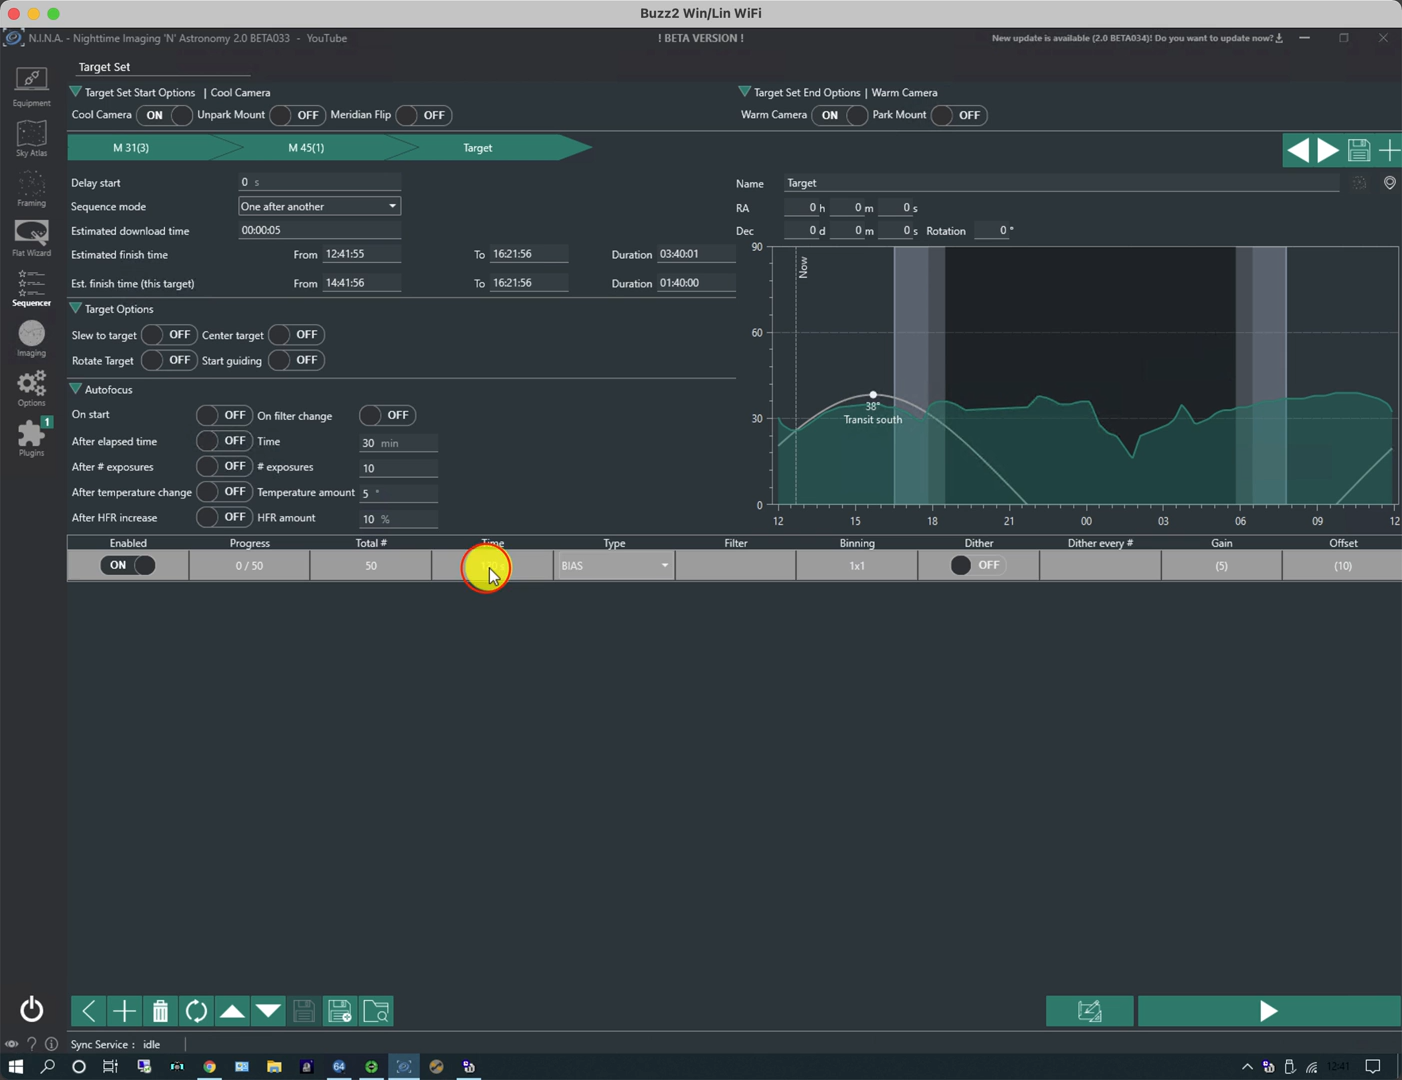 Buzz2 Win/Lin WiFi
N.I.N.A. - Nighttime Imaging 'N' Astronomy 2.0 BETA033 - YouTube
! BETA VERSION !
New update is available (2.0 BETA034)! Do you want to update now?
Equipment
Sky Atlas
Framing
Flat Wizard
Sequencer
Imaging
Options
1
Plugins
Target Set
Target Set Start Options | Cool Camera
Target Set End Options | Warm Camera
Cool Camera ON Unpark Mount OFF Meridian Flip OFF
Warm Camera ON Park Mount OFF
M 31(3) M 45(1) Target
Delay start 0 s
Sequence mode One after another
Estimated download time 00:00:05
Estimated finish time From 12:41:55 To 16:21:56 Duration 03:40:01
Est. finish time (this target) From 14:41:56 To 16:21:56 Duration 01:40:00
Name Target
RA 0 h 0 m 0 s
Dec 0 d 0 m 0 s Rotation 0 °
Target Options
Slew to target OFF Center target OFF
Rotate Target OFF Start guiding OFF
Autofocus
On start OFF On filter change OFF
After elapsed time OFF Time 30 min
After # exposures OFF # exposures 10
After temperature change OFF Temperature amount 5 °
After HFR increase OFF HFR amount 10 %
90
60
30
0
Now
38°
Transit south
12 15 18 21 00 03 06 09 12
Enabled Progress Total # Time Type Filter Binning Dither Dither every # Gain Offset
ON 0 / 50 50 BIAS 1x1 OFF (5) (10)
Sync Service : idle
64
12:41